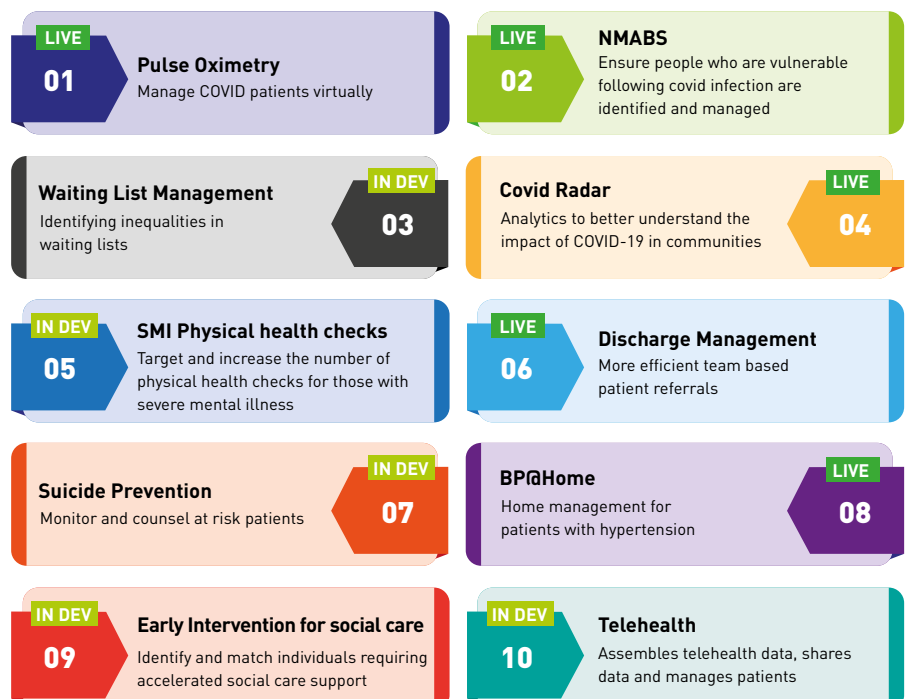 LIVE
01
Pulse Oximetry
Manage COVID patients virtually
LIVE
02
NMABS
Ensure people who are vulnerable
following covid infection are
identified and managed
Waiting List Management
Identifying inequalities in
waiting lists
IN DEV
03
Covid Radar
Analytics to better understand the
impact of COVID-19 in communities
LIVE
04
IN DEV
05
SMI Physical health checks
Target and increase the number of
physical health checks for those with
severe mental illness
LIVE
06
Discharge Management
More efficient team based
patient referrals
Suicide Prevention
Monitor and counsel at risk patients
IN DEV
07
BP@Home
Home management for
patients with hypertension
LIVE
08
IN DEV
09
Early Intervention for social care
Identify and match individuals requiring
accelerated social care support
IN DEV
10
Telehealth
Assembles telehealth data, shares
data and manages patients